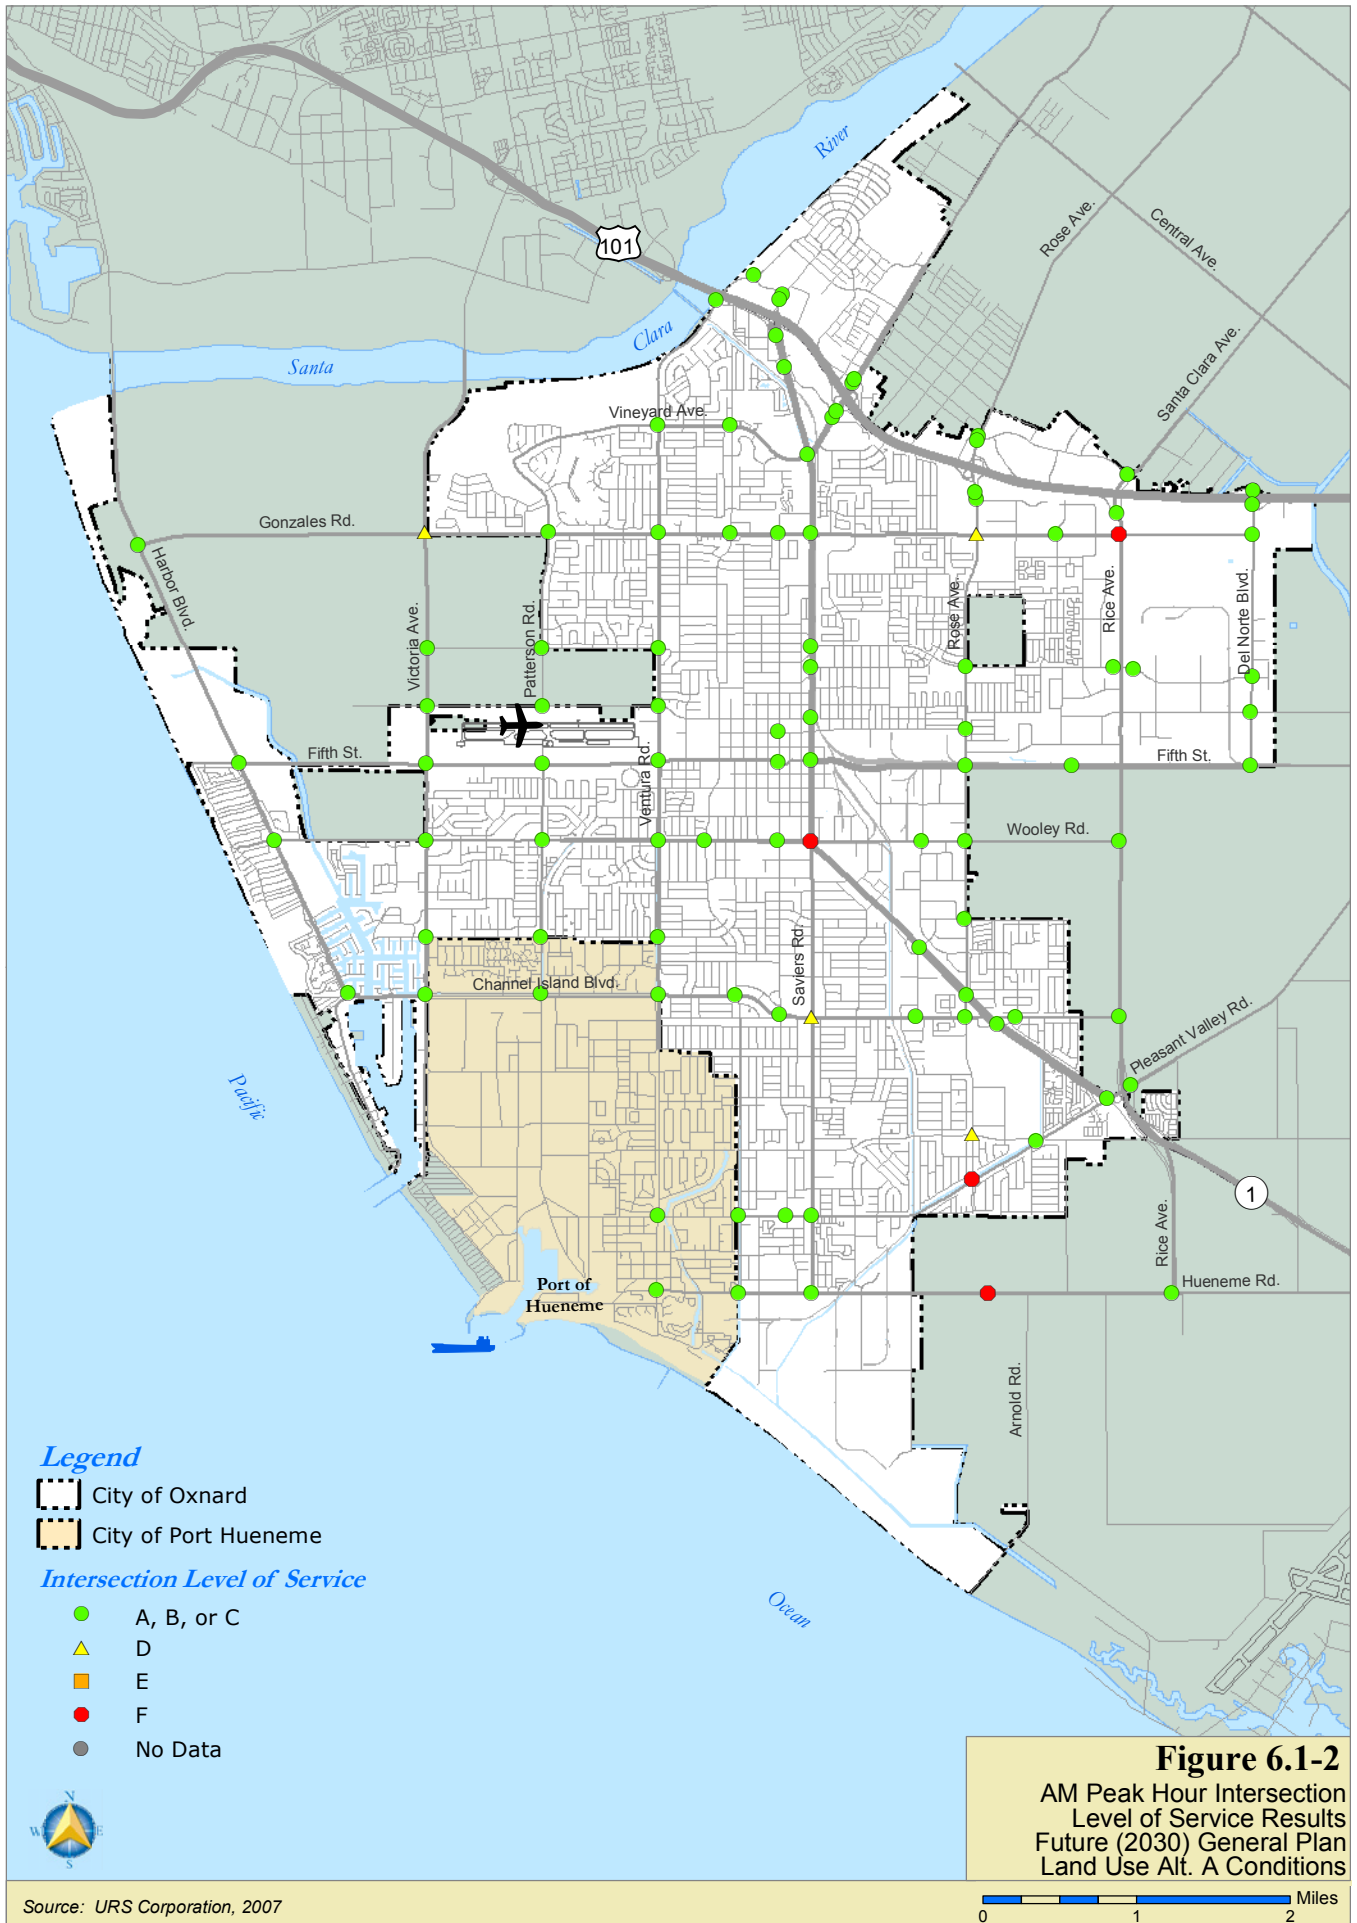 River
101
Rose Ave.
Central Ave.
Clara
Santa
Santa Clara Ave.
Vineyard Ave.
Gonzales Rd.
Harbor Blvd.
Victoria Ave.
Patterson Rd.
Rose Ave.
Rice Ave.
Del Norte Blvd.
Ventura Rd.
Fifth St.
Fifth St.
Wooley Rd.
Saviers Rd.
Channel Island Blvd.
Pleasant Valley Rd.
Pacific
1
Rice Ave.
Hueneme Rd.
Port of
Hueneme
Arnold Rd.
Ocean
Legend
City of Oxnard
City of Port Hueneme
Intersection Level of Service
A, B, or C
D
E
F
No Data
N
W E
S
Figure 6.1-2
AM Peak Hour Intersection
Level of Service Results
Future (2030) General Plan
Land Use Alt. A Conditions
Source: URS Corporation, 2007
Miles
0 1 2